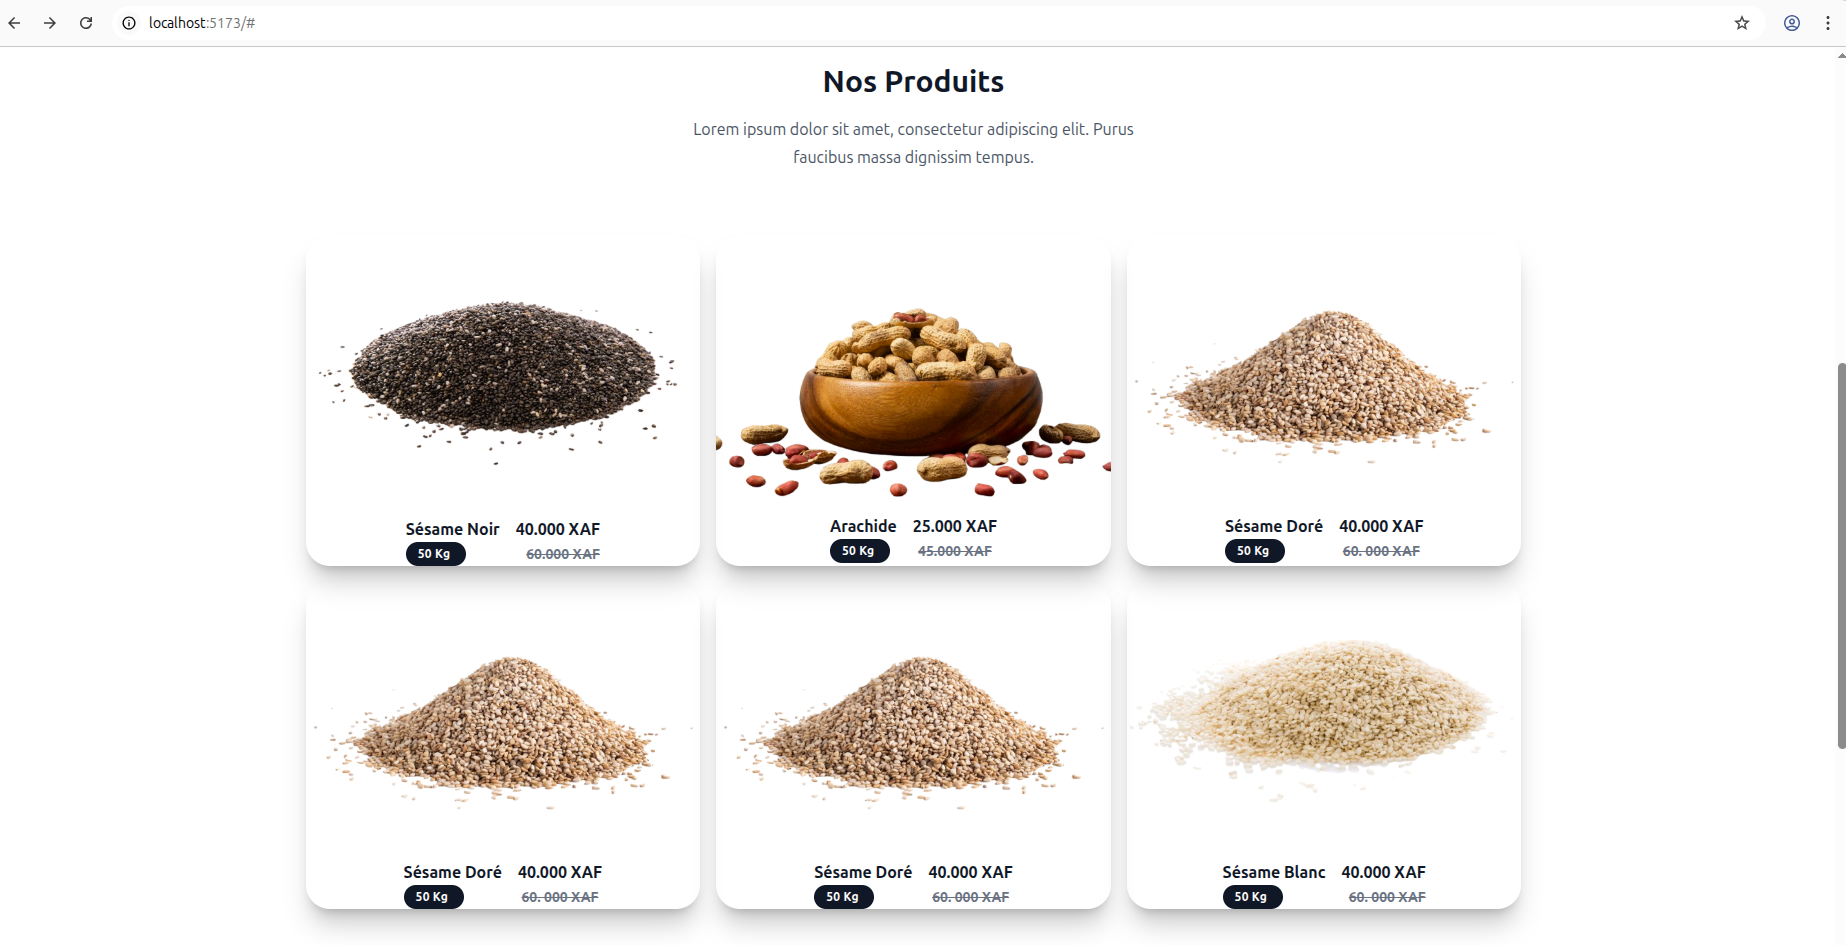 localhost:5173/#
Nos Produits
Lorem ipsum dolor sit amet, consectetur adipiscing elit. Purus
faucibus massa dignissim tempus.
Sésame Noir 40.000 XAF
50 Kg 60.000 XAF
Arachide 25.000 XAF
50 Kg 45.000 XAF
Sésame Doré 40.000 XAF
50 Kg 60. 000 XAF
Sésame Doré 40.000 XAF
50 Kg 60. 000 XAF
Sésame Doré 40.000 XAF
50 Kg 60. 000 XAF
Sésame Blanc 40.000 XAF
50 Kg 60. 000 XAF